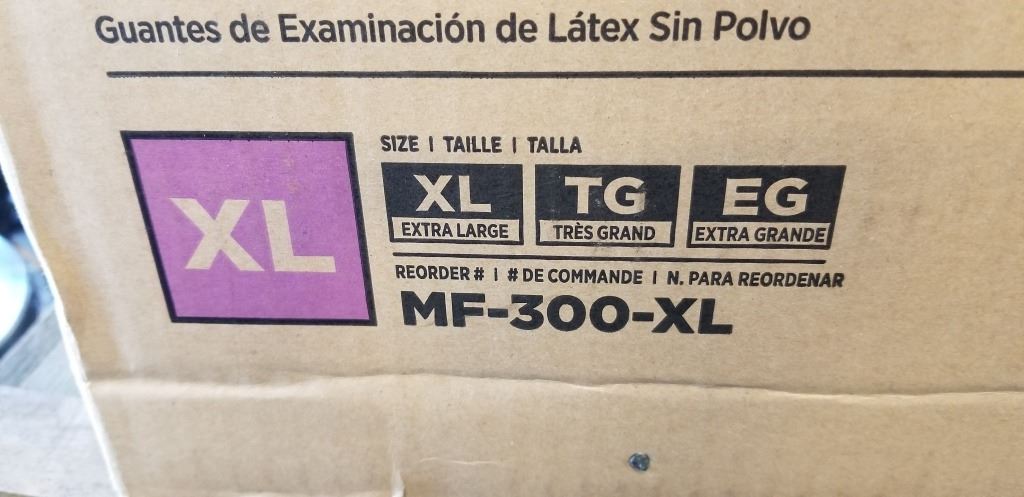 Guantes de Examinación de Látex Sin Polvo
XL
SIZE | TAILLE | TALLA
XL TG EG
EXTRA LARGE TRÈS GRAND EXTRA GRANDE
REORDER # | # DE COMMANDE | N. PARA REORDENAR
MF-300-XL